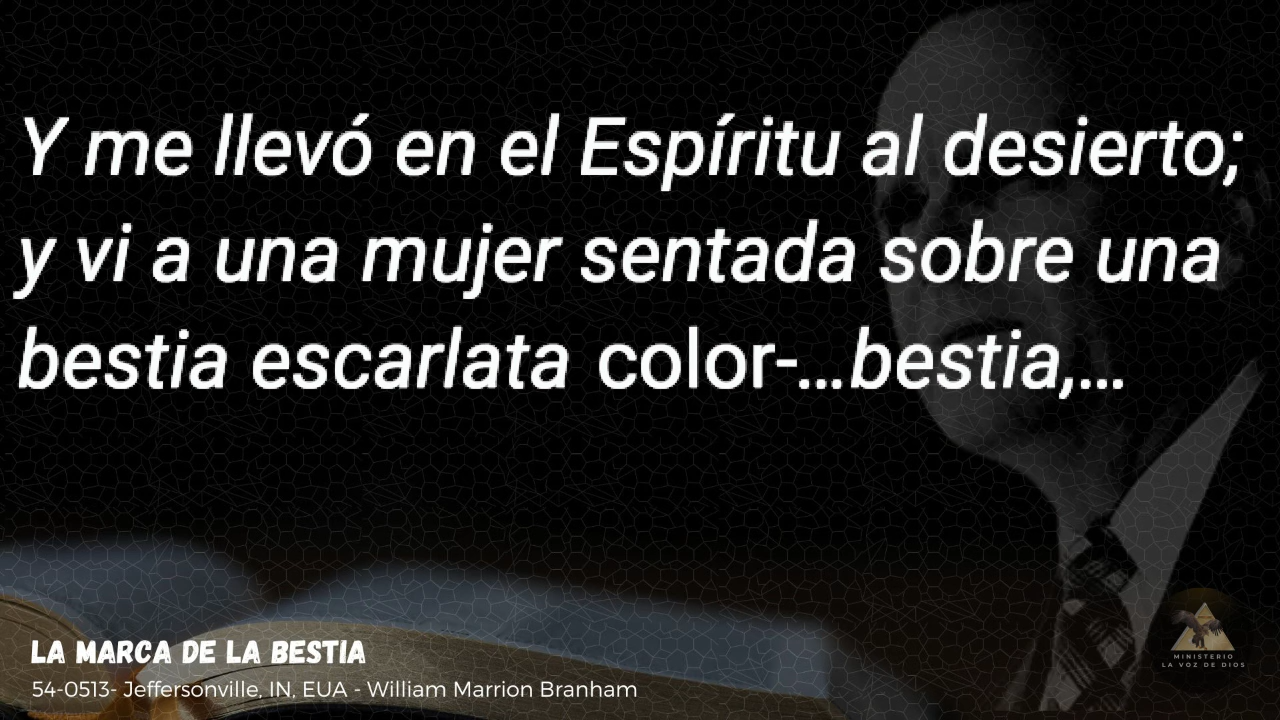 Y me llevó en el Espíritu al desierto;
y vi a una mujer sentada sobre una
bestia escarlata color-...bestia,...
LA MARCA DE LA BESTIA
54-0513- Jeffersonville, IN, EUA - William Marrion Branham
MINISTERIO
LA VOZ DE DIOS